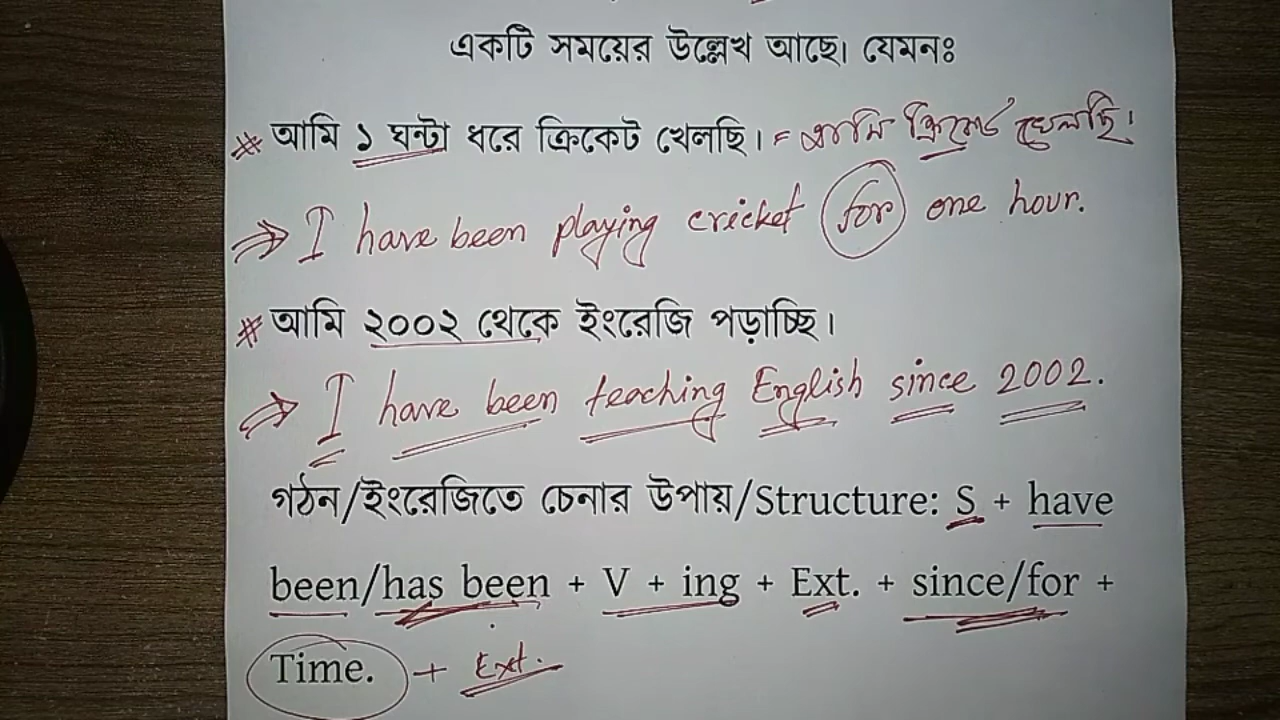 একটি সময়ের উল্লেখ আছে। যেমনঃ
# আমি ১ ঘন্টা ধরে ক্রিকেট খেলছি। = আমি ক্রিকেট খেলছি।
⇒ I have been playing cricket for one hour.
# আমি ২০০২ থেকে ইংরেজি পড়াচ্ছি।
⇒ I have been teaching English since 2002.
গঠন/ইংরেজিতে চেনার উপায়/Structure: S + have
been/has been + V + ing + Ext. + since/for +
Time. + Ext.